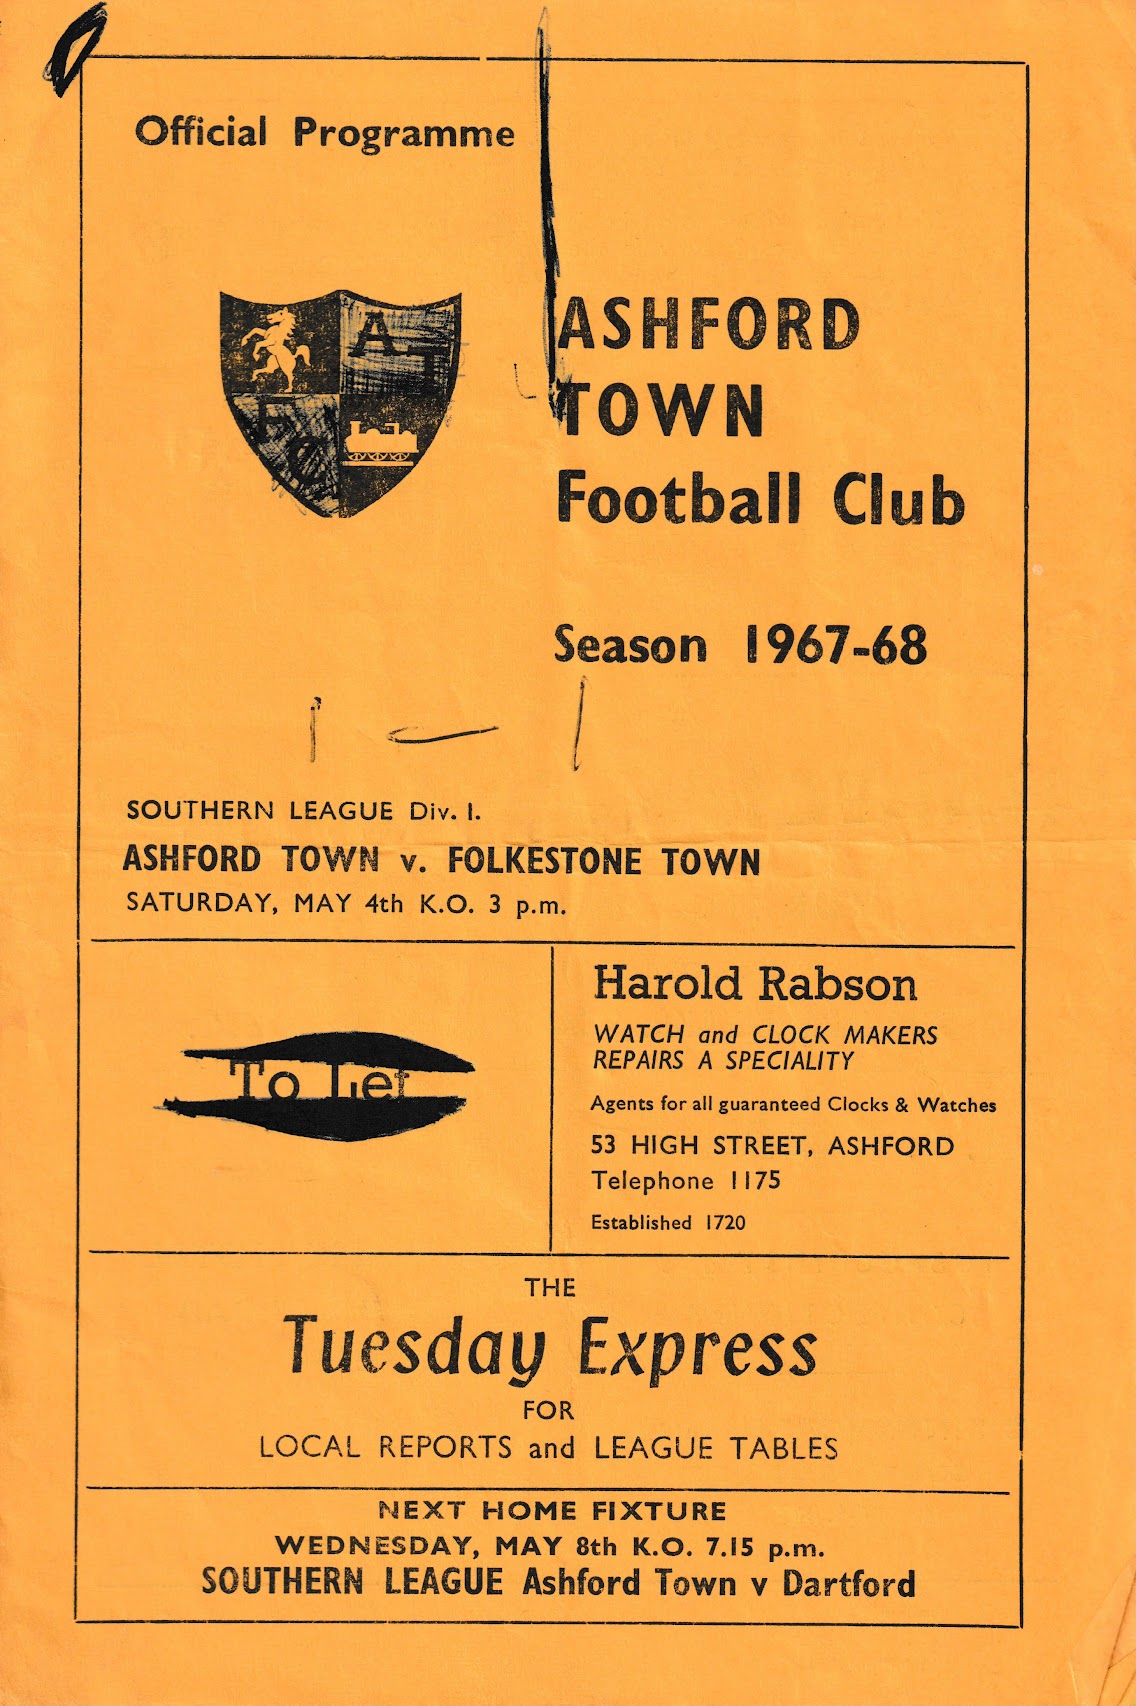 Official Programme
A T
F C
ASHFORD
TOWN
Football Club
Season 1967-68
1 - 1
SOUTHERN LEAGUE Div. I.
ASHFORD TOWN v. FOLKESTONE TOWN
SATURDAY, MAY 4th K.O. 3 p.m.
To Let
Harold Rabson
WATCH and CLOCK MAKERS
REPAIRS A SPECIALITY
Agents for all guaranteed Clocks & Watches
53 HIGH STREET, ASHFORD
Telephone 1175
Established 1720
THE
Tuesday Express
FOR
LOCAL REPORTS and LEAGUE TABLES
NEXT HOME FIXTURE
WEDNESDAY, MAY 8th K.O. 7.15 p.m.
SOUTHERN LEAGUE Ashford Town v Dartford